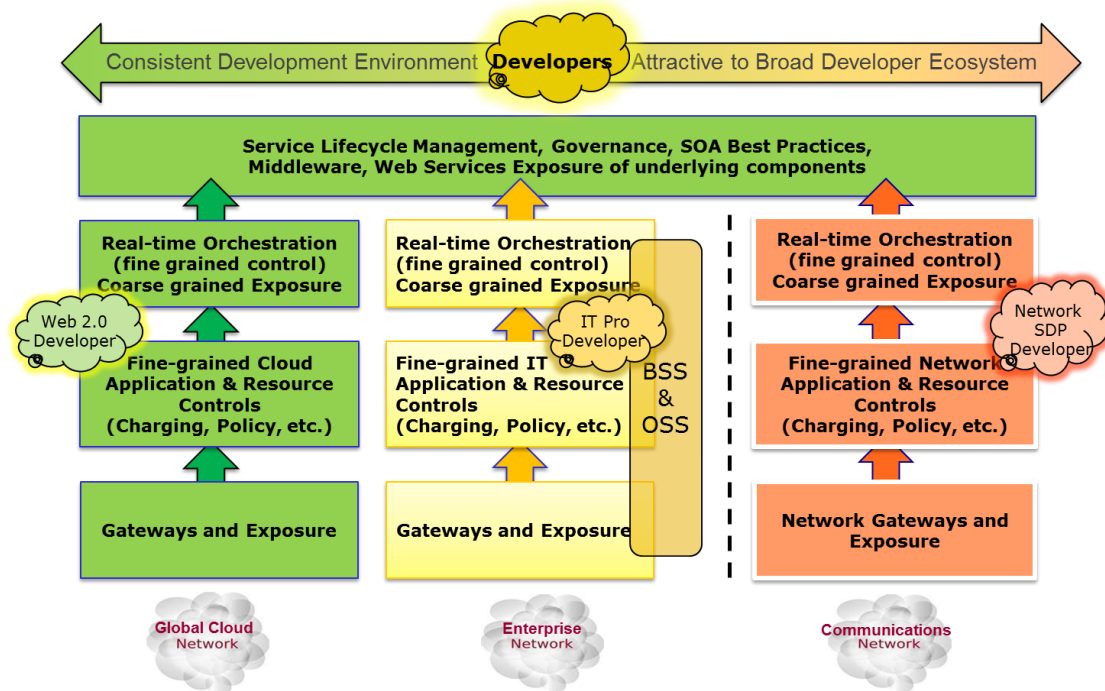 Consistent Development Environment
Developers
Attractive to Broad Developer Ecosystem
Service Lifecycle Management, Governance, SOA Best Practices,
Middleware, Web Services Exposure of underlying components
Real-time Orchestration
(fine grained control)
Coarse grained Exposure
Web 2.0
Developer
Fine-grained Cloud
Application & Resource
Controls
(Charging, Policy, etc.)
Gateways and Exposure
Global Cloud
Network
Real-time Orchestration
(fine grained control)
Coarse grained Exposure
IT Pro
Developer
Fine-grained IT
Application & Resource
Controls
(Charging, Policy, etc.)
BSS
&
OSS
Gateways and Exposure
Enterprise
Network
Real-time Orchestration
(fine grained control)
Coarse grained Exposure
Network
SDP
Developer
Fine-grained Network
Application & Resource
Controls
(Charging, Policy, etc.)
Network Gateways and
Exposure
Communications
Network